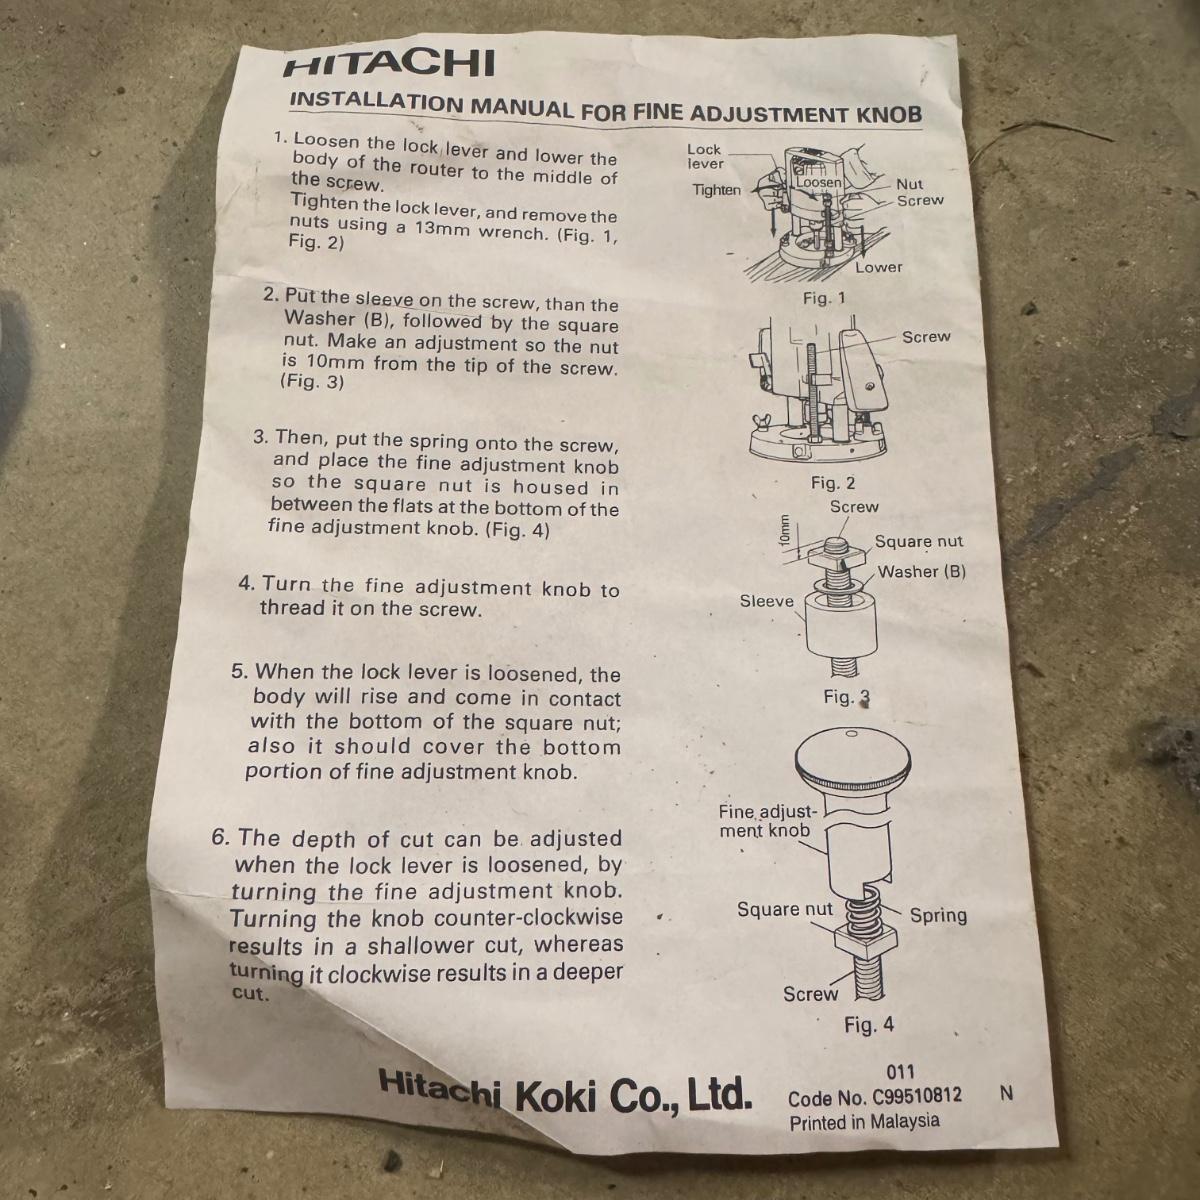 HITACHI
INSTALLATION MANUAL FOR FINE ADJUSTMENT KNOB
1. Loosen the lock lever and lower the
body of the router to the middle of
the screw.
Tighten the lock lever, and remove the
nuts using a 13mm wrench. (Fig. 1,
Fig. 2)
2. Put the sleeve on the screw, than the
Washer (B), followed by the square
nut. Make an adjustment so the nut
is 10mm from the tip of the screw.
(Fig. 3)
3. Then, put the spring onto the screw,
and place the fine adjustment knob
so the square nut is housed in
between the flats at the bottom of the
fine adjustment knob. (Fig. 4)
4. Turn the fine adjustment knob to
thread it on the screw.
5. When the lock lever is loosened, the
body will rise and come in contact
with the bottom of the square nut;
also it should cover the bottom
portion of fine adjustment knob.
6. The depth of cut can be adjusted
when the lock lever is loosened, by
turning the fine adjustment knob.
Turning the knob counter-clockwise
results in a shallower cut, whereas
turning it clockwise results in a deeper
cut.
Lock
lever
Tighten
Loosen
Nut
Screw
Lower
Fig. 1
Screw
Fig. 2
Screw
10mm
Square nut
Washer (B)
Sleeve
Fig. 3
Fine adjust-
ment knob
Square nut
Spring
Screw
Fig. 4
Hitachi Koki Co., Ltd.
011
Code No. C99510812 N
Printed in Malaysia